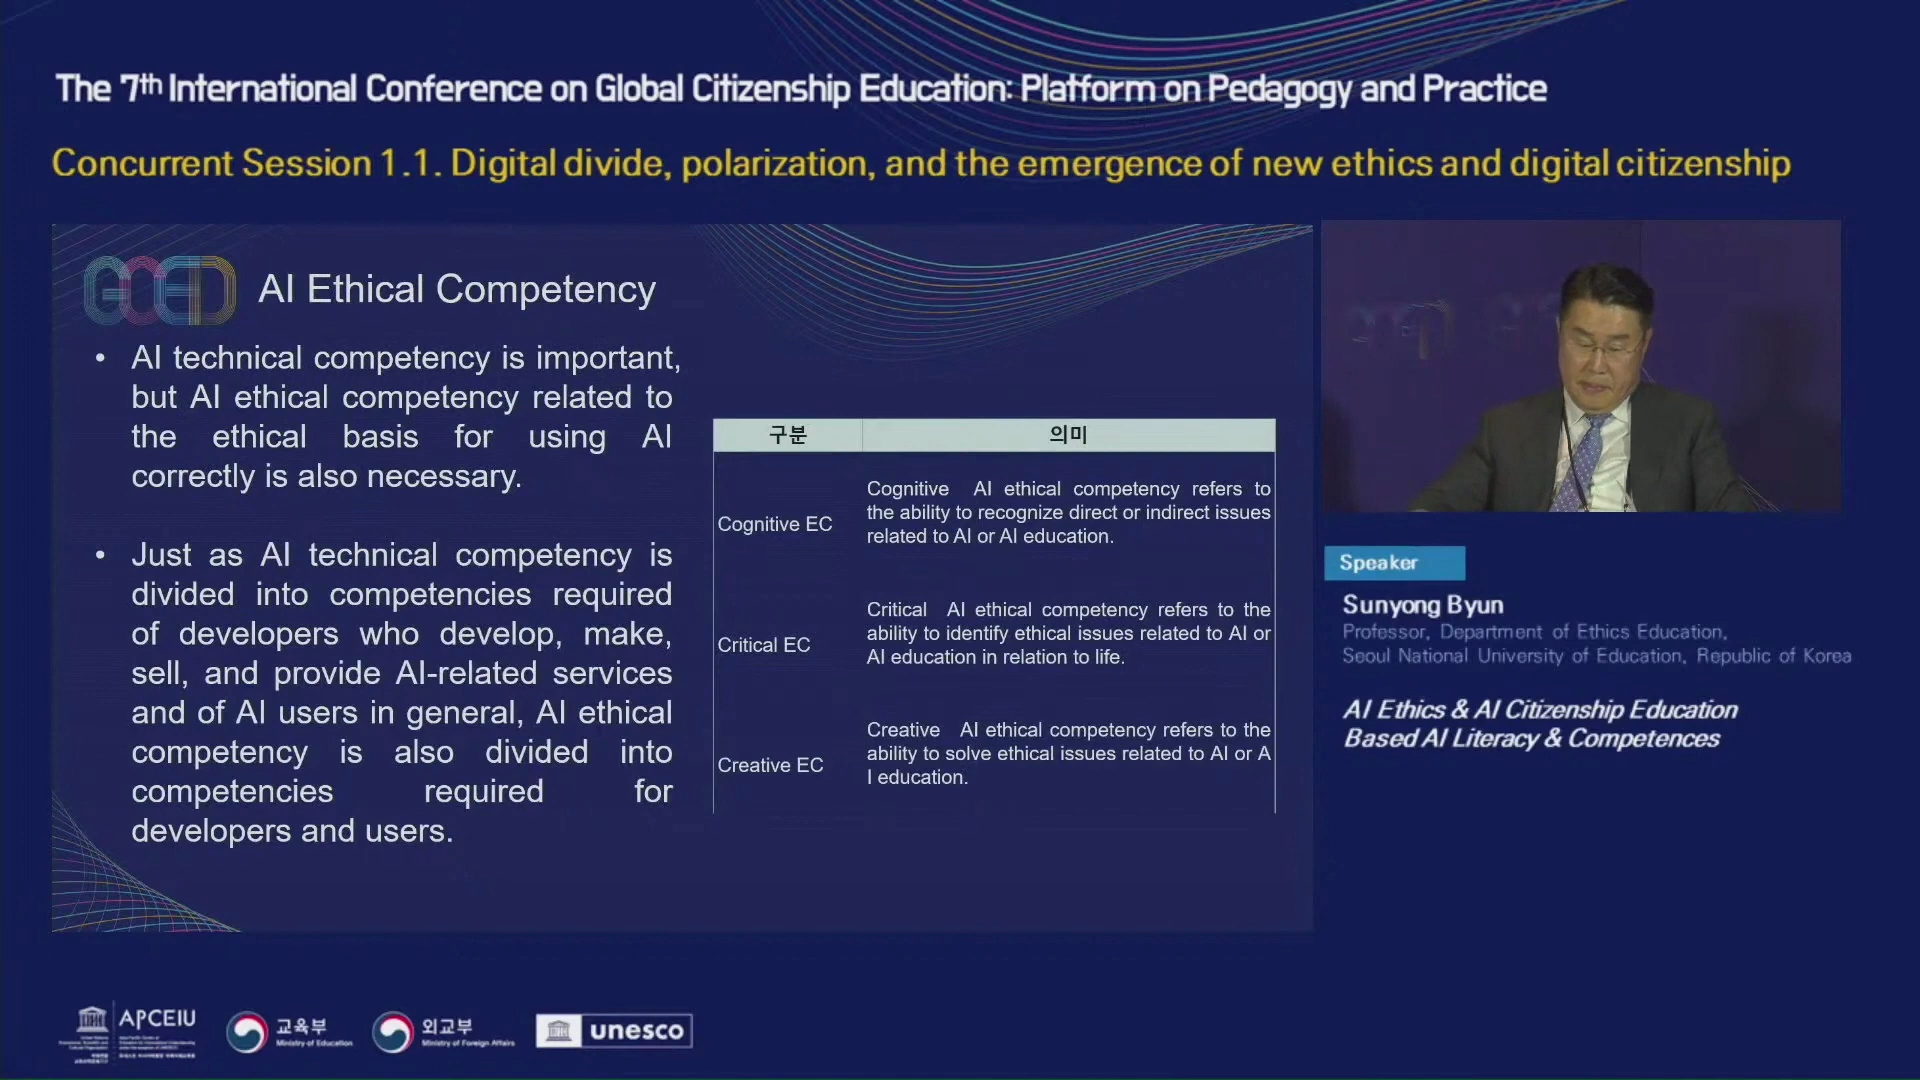 The 7th International Conference on Global Citizenship Education: Platform on Pedagogy and Practice
Concurrent Session 1.1. Digital divide, polarization, and the emergence of new ethics and digital citizenship
GCED
AI Ethical Competency
• AI technical competency is important,
but AI ethical competency related to
the ethical basis for using AI
correctly is also necessary.
• Just as AI technical competency is
divided into competencies required
of developers who develop, make,
sell, and provide AI-related services
and of AI users in general, AI ethical
competency is also divided into
competencies required for
developers and users.
구분 의미
Cognitive EC
Cognitive AI ethical competency refers to
the ability to recognize direct or indirect issues
related to AI or AI education.
Critical EC
Critical AI ethical competency refers to the
ability to identify ethical issues related to AI or
AI education in relation to life.
Creative EC
Creative AI ethical competency refers to the
ability to solve ethical issues related to AI or A
I education.
Speaker
Sunyong Byun
Professor, Department of Ethics Education,
Seoul National University of Education, Republic of Korea
AI Ethics & AI Citizenship Education
Based AI Literacy & Competences
APCEIU
교육부
Ministry of Education
외교부
Ministry of Foreign Affairs
unesco